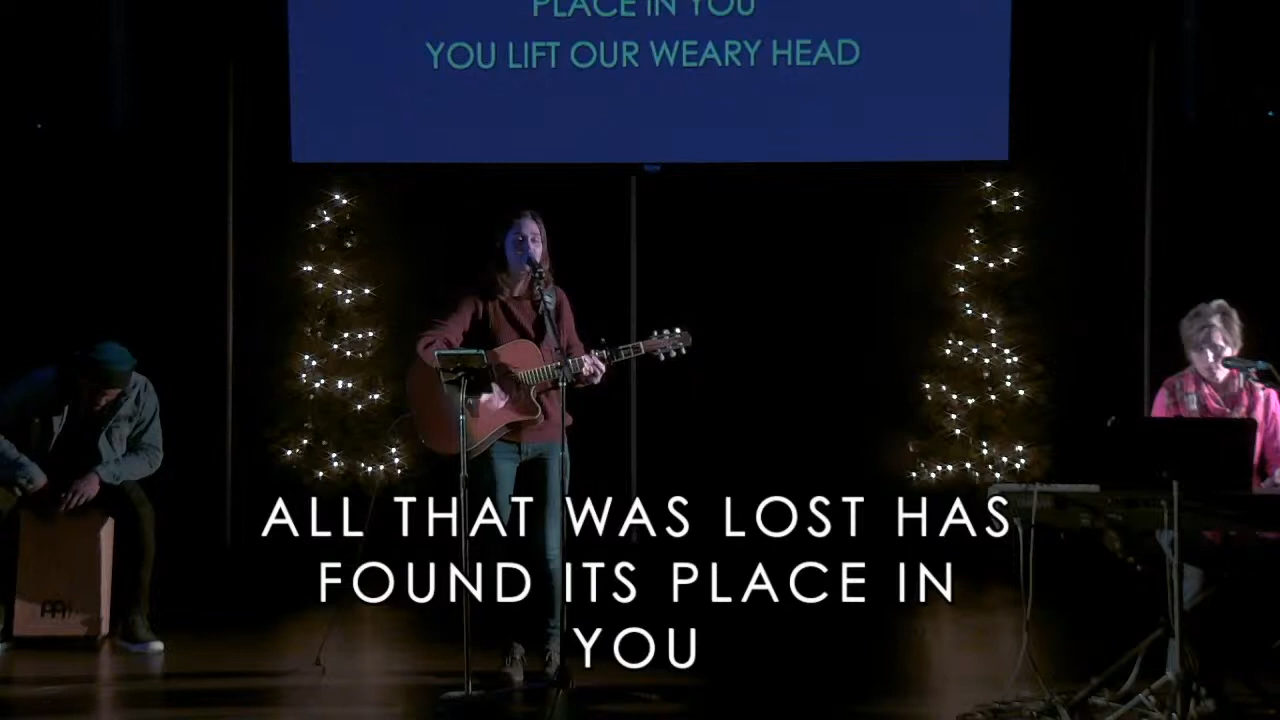 PLACE IN YOU
YOU LIFT OUR WEARY HEAD
ALL THAT WAS LOST HAS
FOUND ITS PLACE IN
YOU